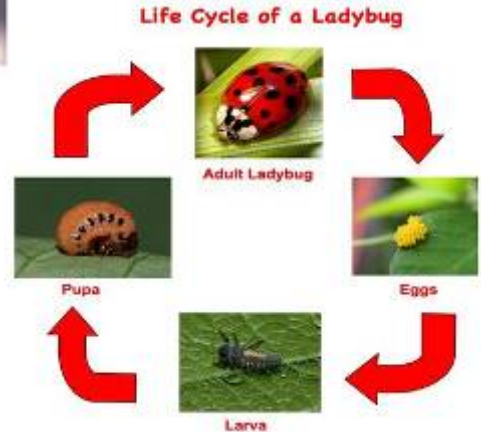 Life Cycle of a Ladybug
Adult Ladybug
Eggs
Larva
Pupa